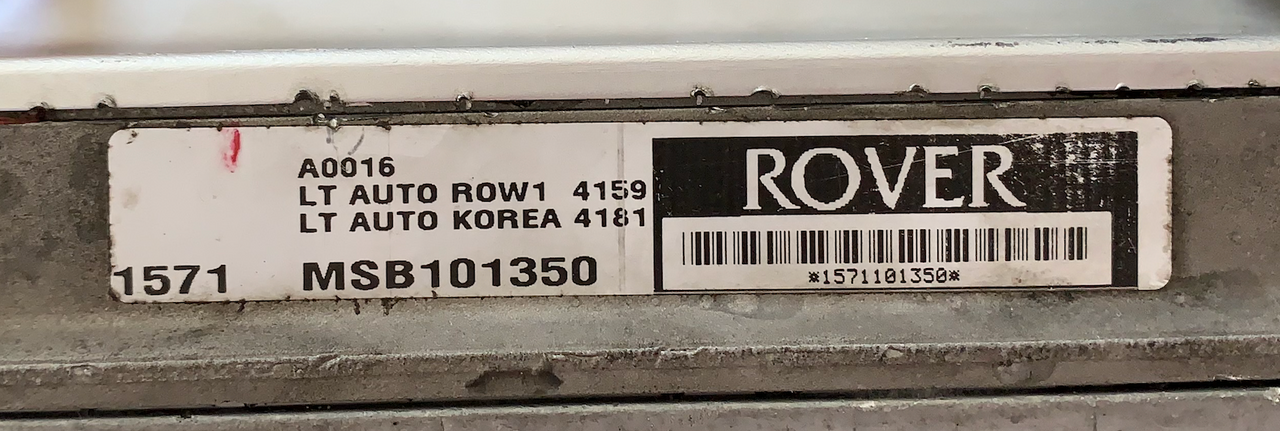 A0016
LT AUTO ROW1 4159
LT AUTO KOREA 4181
1571 MSB101350
ROVER
*1571101350*